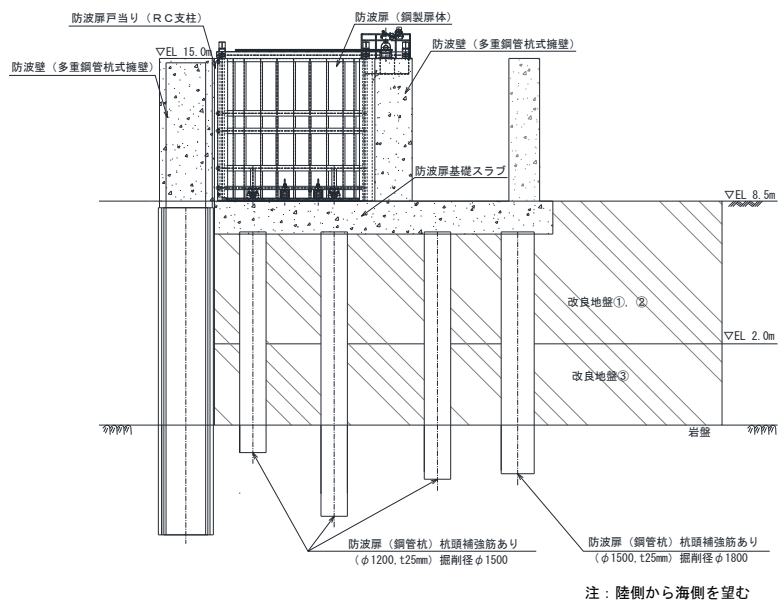 防波扉戸当り（ＲＣ支柱）
防波扉（鋼製扉体）
▽EL 15.0m
防波壁（多重鋼管杭式擁壁）
防波壁（多重鋼管杭式擁壁）
防波扉基礎スラブ
▽EL 8.5m
改良地盤①，②
▽EL 2.0m
改良地盤③
岩盤
防波扉（鋼管杭）杭頭補強筋あり
（φ1200，t25mm）掘削径φ1500
防波扉（鋼管杭）杭頭補強筋あり
（φ1500，t25mm）掘削径φ1800
注：陸側から海側を望む